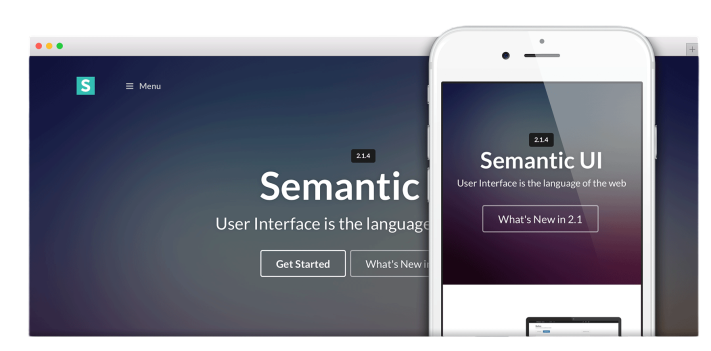 S
Menu
2.1.4
Semantic
User Interface is the language
Get Started
What's New in
2.1.4
Semantic UI
User Interface is the language of the web
What's New in 2.1